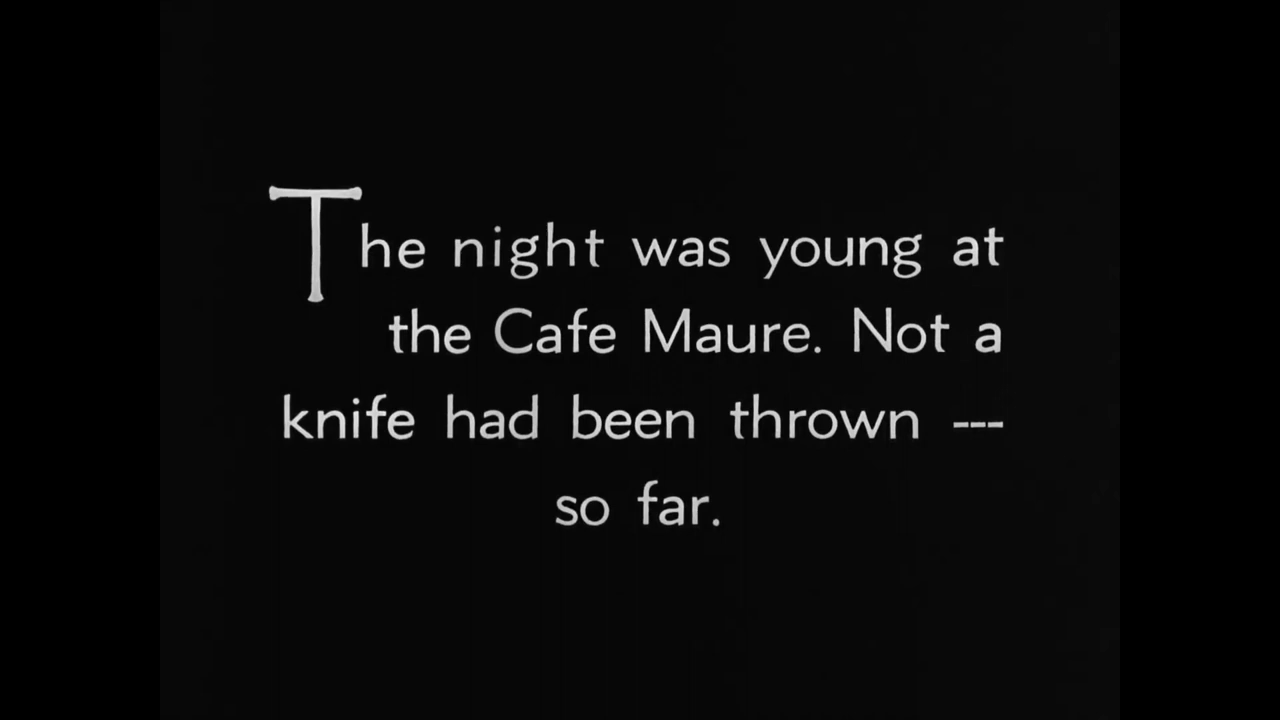 The night was young at
the Cafe Maure. Not a
knife had been thrown ---
so far.